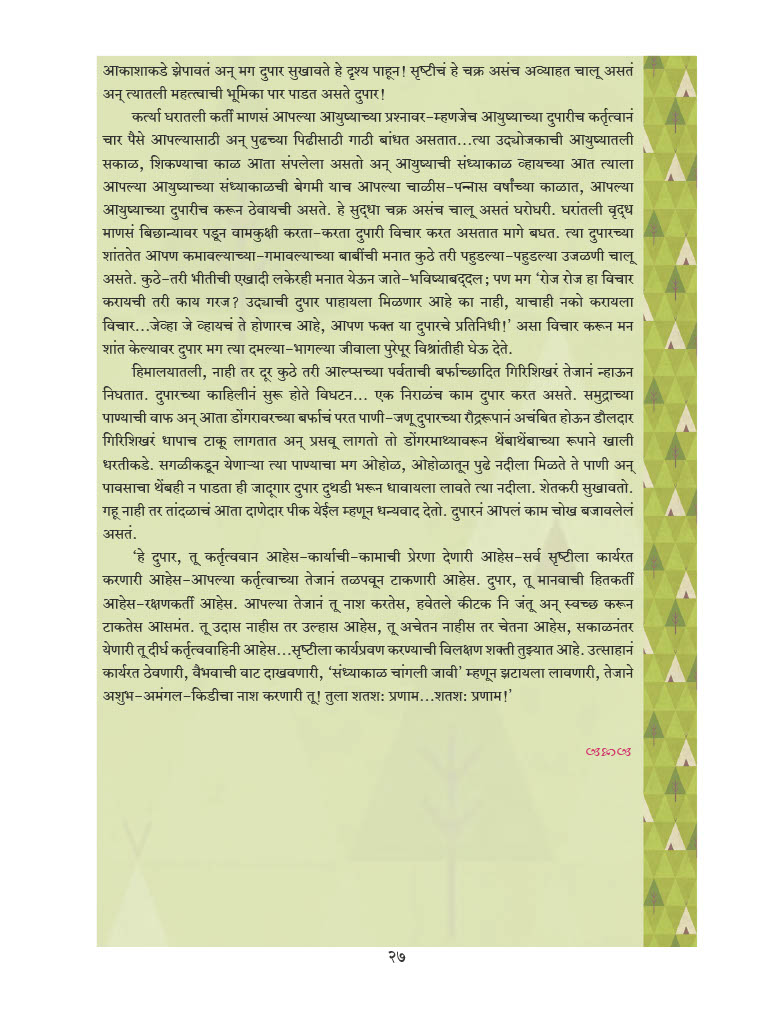 आकाशाकडे झेपावतं अन् मग दुपार सुखावते हे दृश्य पाहून! सृष्टीचं हे चक्र असंच अव्याहत चालू असतं
अन् त्यातली महत्त्वाची भूमिका पार पाडत असते दुपार!
कर्त्या घरातली कर्ती माणसं आपल्या आयुष्याच्या प्रश्नावर-म्हणजेच आयुष्याच्या दुपारीच कर्तृत्वानं
चार पैसे आपल्यासाठी अन् पुढच्या पिढीसाठी गाठी बांधत असतात...त्या उद्योजकाची आयुष्यातली
सकाळ, शिकण्याचा काळ आता संपलेला असतो अन् आयुष्याची संध्याकाळ व्हायच्या आत त्याला
आपल्या आयुष्याच्या संध्याकाळची बेगमी याच आपल्या चाळीस-पन्नास वर्षांच्या काळात, आपल्या
आयुष्याच्या दुपारीच करून ठेवायची असते. हे सुद्धा चक्र असंच चालू असतं घरोघरी. घरांतली वृद्ध
माणसं बिछान्यावर पडून वामकुक्षी करता-करता दुपारी विचार करत असतात मागे बघत. त्या दुपारच्या
शांततेत आपण कमावल्याच्या-गमावल्याच्या बाबींची मनात कुठे तरी पहुडल्या-पहुडल्या उजळणी चालू
असते. कुठे-तरी भीतीची एखादी लकेरही मनात येऊन जाते-भविष्याबद्दल; पण मग ‘रोज रोज हा विचार
करायची तरी काय गरज? उद्याची दुपार पाहायला मिळणार आहे का नाही, याचाही नको करायला
विचार...जेव्हा जे व्हायचं ते होणारच आहे, आपण फक्त या दुपारचे प्रतिनिधी!’ असा विचार करून मन
शांत केल्यावर दुपार मग त्या दमल्या-भागल्या जीवाला पुरेपूर विश्रांतीही घेऊ देते.
हिमालयातली, नाही तर दूर कुठे तरी आल्प्सच्या पर्वताची बर्फाच्छादित गिरिशिखरं तेजानं न्हाऊन
निघतात. दुपारच्या काहिलीनं सुरू होते विघटन... एक निराळंच काम दुपार करत असते. समुद्राच्या
पाण्याची वाफ अन् आता डोंगरावरच्या बर्फाचं परत पाणी-जणू दुपारच्या रौद्ररूपानं अचंबित होऊन डौलदार
गिरिशिखरं धापाच टाकू लागतात अन् प्रसवू लागतो तो डोंगरमाथ्यावरून थेंबाथेंबाच्या रूपाने खाली
धरतीकडे. सगळीकडून येणाऱ्या त्या पाण्याचा मग ओहोळ, ओहोळातून पुढे नदीला मिळते ते पाणी अन्
पावसाचा थेंबही न पाडता ही जादूगार दुपार दुथडी भरून धावायला लावते त्या नदीला. शेतकरी सुखावतो.
गहू नाही तर तांदळाचं आता दाणेदार पीक येईल म्हणून धन्यवाद देतो. दुपारनं आपलं काम चोख बजावलेलं
असतं.
‘हे दुपार, तू कर्तृत्ववान आहेस-कार्याची-कामाची प्रेरणा देणारी आहेस-सर्व सृष्टीला कार्यरत
करणारी आहेस-आपल्या कर्तृत्वाच्या तेजानं तळपवून टाकणारी आहेस. दुपार, तू मानवाची हितकर्ती
आहेस-रक्षणकर्ती आहेस. आपल्या तेजानं तू नाश करतेस, हवेतले कीटक नि जंतू अन् स्वच्छ करून
टाकतेस आसमंत. तू उदास नाहीस तर उल्हास आहेस, तू अचेतन नाहीस तर चेतना आहेस, सकाळनंतर
येणारी तू दीर्घ कर्तृत्ववाहिनी आहेस...सृष्टीला कार्यप्रवण करण्याची विलक्षण शक्ती तुझ्यात आहे. उत्साहानं
कार्यरत ठेवणारी, वैभवाची वाट दाखवणारी, ‘संध्याकाळ चांगली जावी’ म्हणून झटायला लावणारी, तेजाने
अशुभ-अमंगल-किडीचा नाश करणारी तू! तुला शतशः प्रणाम...शतशः प्रणाम!’
२७